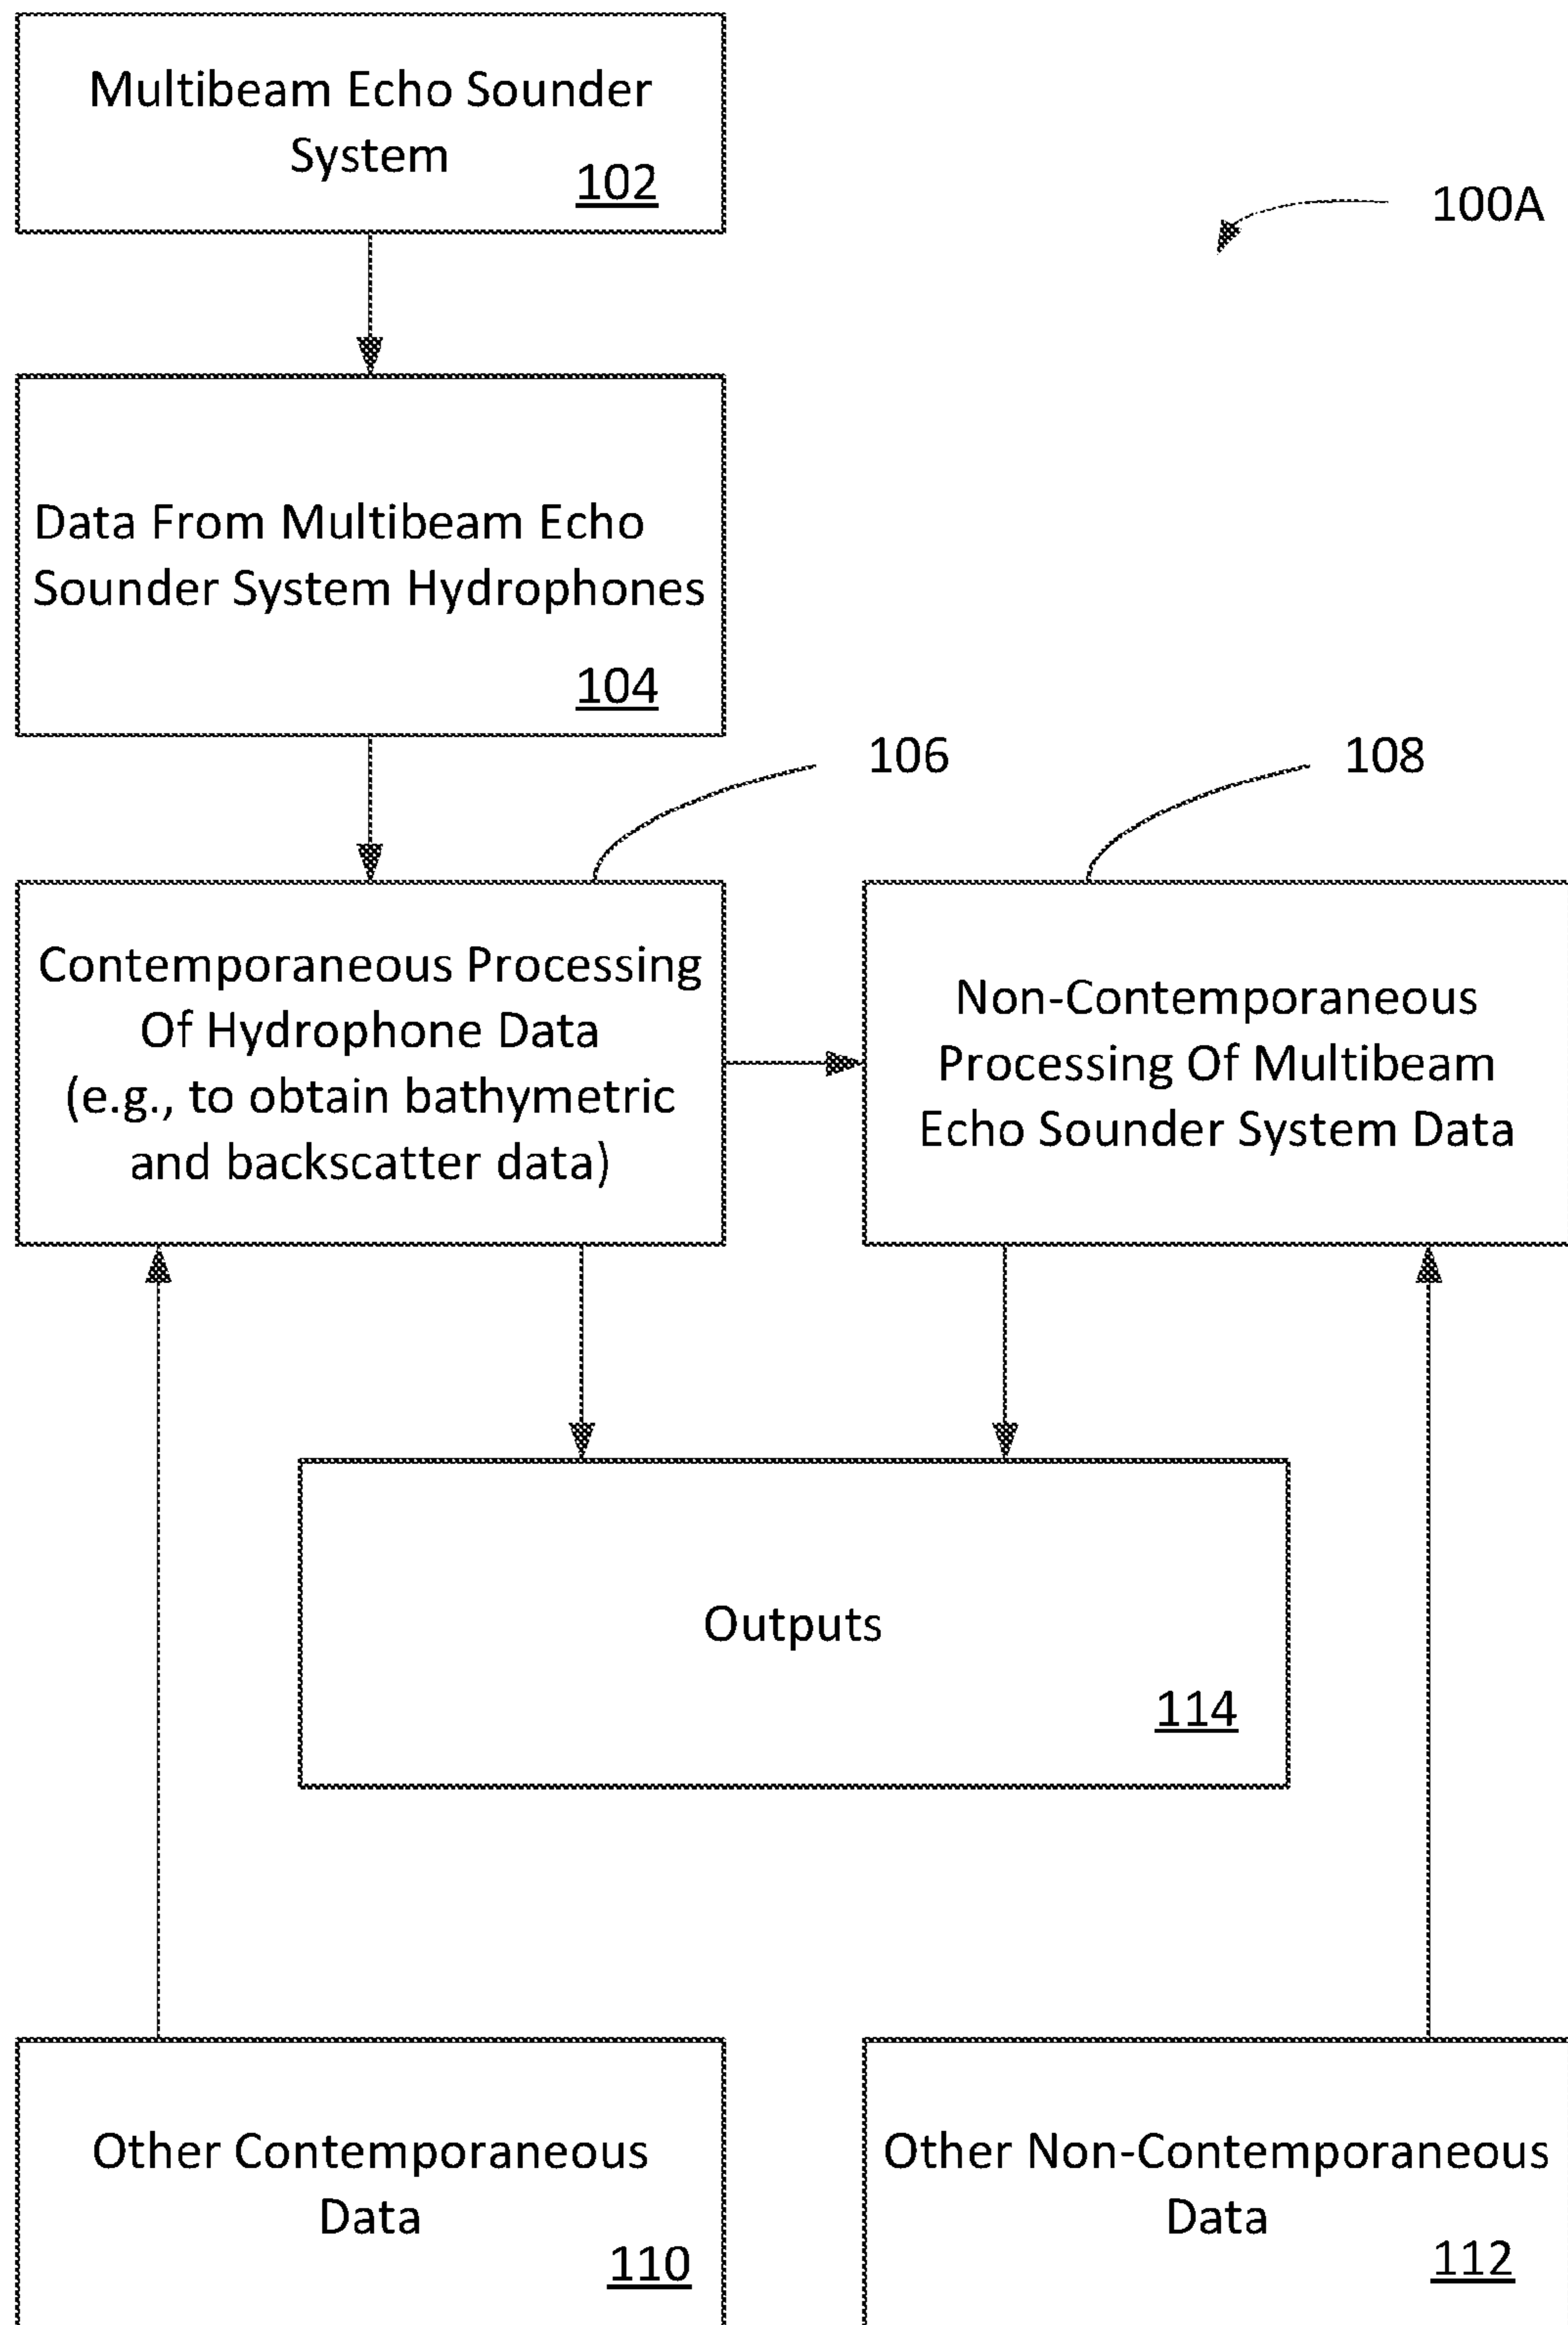 Multibeam Echo Sounder
System
102
100A
Data From Multibeam Echo
Sounder System Hydrophones
104
106
108
Contemporaneous Processing
Of Hydrophone Data
(e.g., to obtain bathymetric
and backscatter data)
Non-Contemporaneous
Processing Of Multibeam
Echo Sounder System Data
Outputs
114
Other Contemporaneous
Data
110
Other Non-Contemporaneous
Data
112